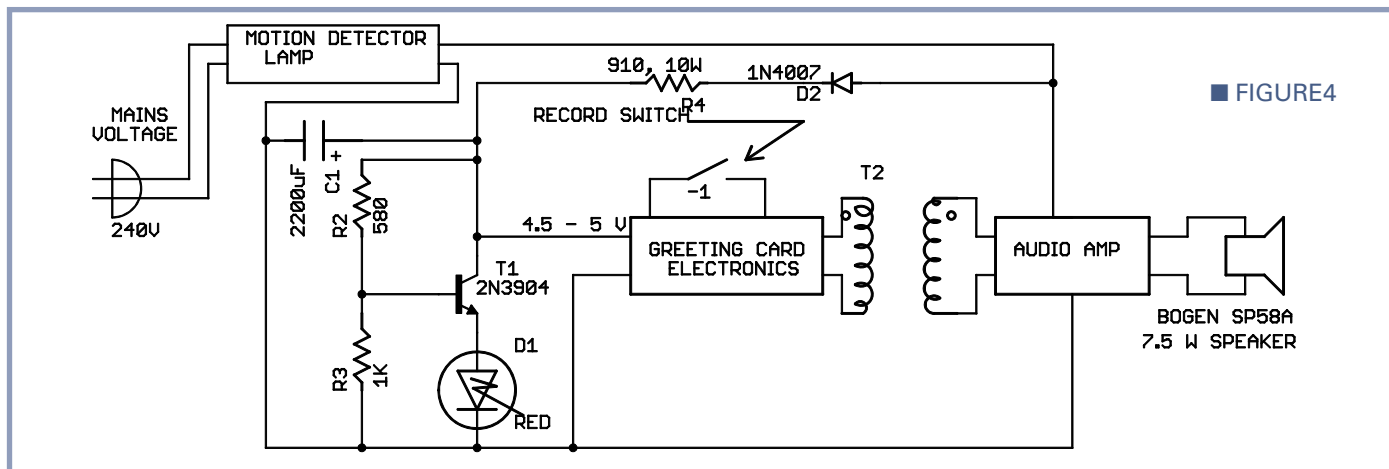 MOTION DETECTOR
LAMP
910, 10W
1N4007
D2
R4
■ FIGURE4
MAINS
VOLTAGE
RECORD SWITCH
2200uF
C1
+
R2
580
-1
T2
240V
4.5 - 5 V
GREETING CARD
ELECTRONICS
AUDIO AMP
T1
2N3904
BOGEN SP58A
7.5 W SPEAKER
R3
1K
D1
RED